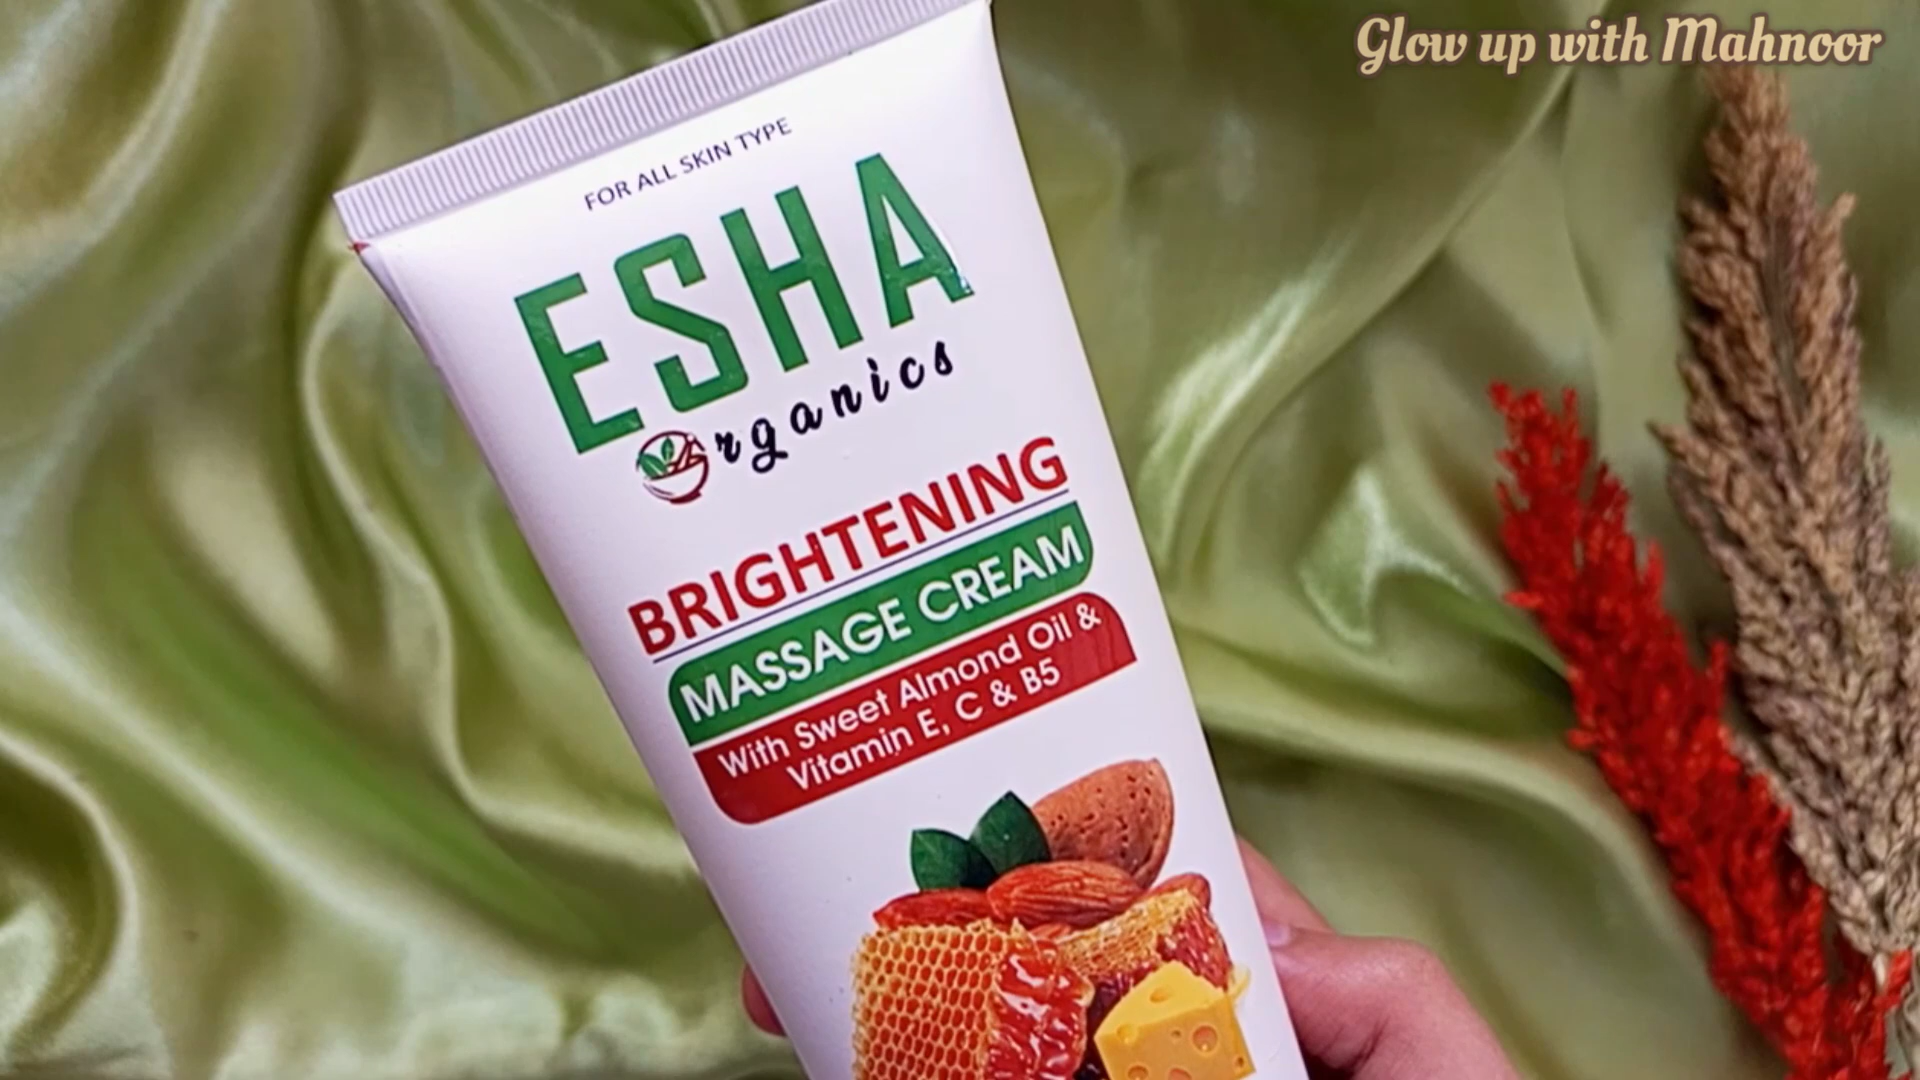 Glow up with Mahnoor
FOR ALL SKIN TYPE
ESHA
Organics
BRIGHTENING
MASSAGE CREAM
With Sweet Almond Oil &
Vitamin E, C & B5